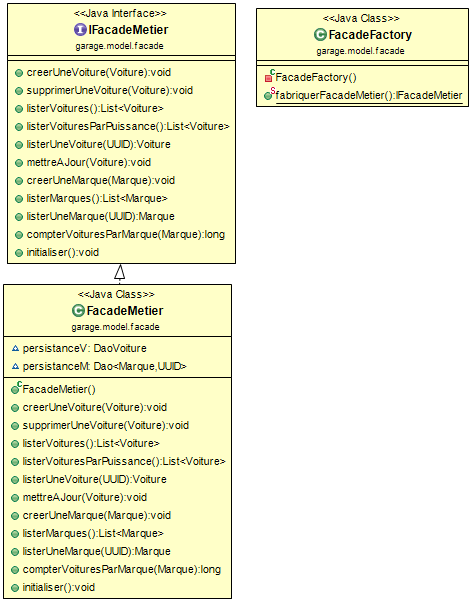 <<Java Interface>>
IFacadeMetier
garage.model.facade
creerUneVoiture(Voiture):void
supprimerUneVoiture(Voiture):void
listerVoitures():List<Voiture>
listerVoituresParPuissance():List<Voiture>
listerUneVoiture(UUID):Voiture
mettreAJour(Voiture):void
creerUneMarque(Marque):void
listerMarques():List<Marque>
listerUneMarque(UUID):Marque
compterVoituresParMarque(Marque):long
initialiser():void
<<Java Class>>
FacadeFactory
garage.model.facade
FacadeFactory()
fabriquerFacadeMetier():IFacadeMetier
<<Java Class>>
FacadeMetier
garage.model.facade
persistanceV: DaoVoiture
persistanceM: Dao<Marque,UUID>
FacadeMetier()
creerUneVoiture(Voiture):void
supprimerUneVoiture(Voiture):void
listerVoitures():List<Voiture>
listerVoituresParPuissance():List<Voiture>
listerUneVoiture(UUID):Voiture
mettreAJour(Voiture):void
creerUneMarque(Marque):void
listerMarques():List<Marque>
listerUneMarque(UUID):Marque
compterVoituresParMarque(Marque):long
initialiser():void